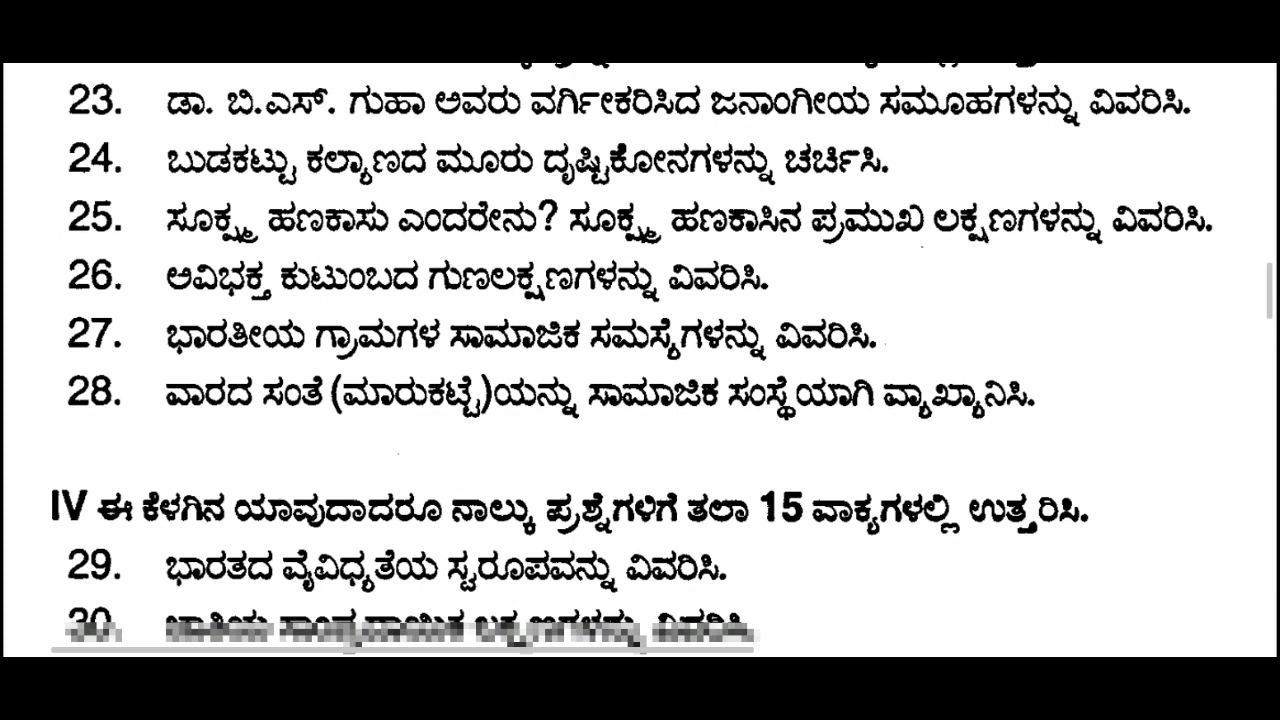 23. ಡಾ. ಬಿ.ಎಸ್. ಗುಹಾ ಅವರು ವರ್ಗೀಕರಿಸಿದ ಜನಾಂಗೀಯ ಸಮೂಹಗಳನ್ನು ವಿವರಿಸಿ.
24. ಬುಡಕಟ್ಟು ಕಲ್ಯಾಣದ ಮೂರು ದೃಷ್ಟಿಕೋನಗಳನ್ನು ಚರ್ಚಿಸಿ.
25. ಸೂಕ್ಷ್ಮ ಹಣಕಾಸು ಎಂದರೇನು? ಸೂಕ್ಷ್ಮ ಹಣಕಾಸಿನ ಪ್ರಮುಖ ಲಕ್ಷಣಗಳನ್ನು ವಿವರಿಸಿ.
26. ಅವಿಭಕ್ತ ಕುಟುಂಬದ ಗುಣಲಕ್ಷಣಗಳನ್ನು ವಿವರಿಸಿ.
27. ಭಾರತೀಯ ಗ್ರಾಮಗಳ ಸಾಮಾಜಿಕ ಸಮಸ್ಯೆಗಳನ್ನು ವಿವರಿಸಿ.
28. ವಾರದ ಸಂತೆ (ಮಾರುಕಟ್ಟೆ)ಯನ್ನು ಸಾಮಾಜಿಕ ಸಂಸ್ಥೆಯಾಗಿ ವ್ಯಾಖ್ಯಾನಿಸಿ.
IV ಈ ಕೆಳಗಿನ ಯಾವುದಾದರೂ ನಾಲ್ಕು ಪ್ರಶ್ನೆಗಳಿಗೆ ತಲಾ 15 ವಾಕ್ಯಗಳಲ್ಲಿ ಉತ್ತರಿಸಿ.
29. ಭಾರತದ ವೈವಿಧ್ಯತೆಯ ಸ್ವರೂಪವನ್ನು ವಿವರಿಸಿ.
30. ವಿವರಿಸಿ.